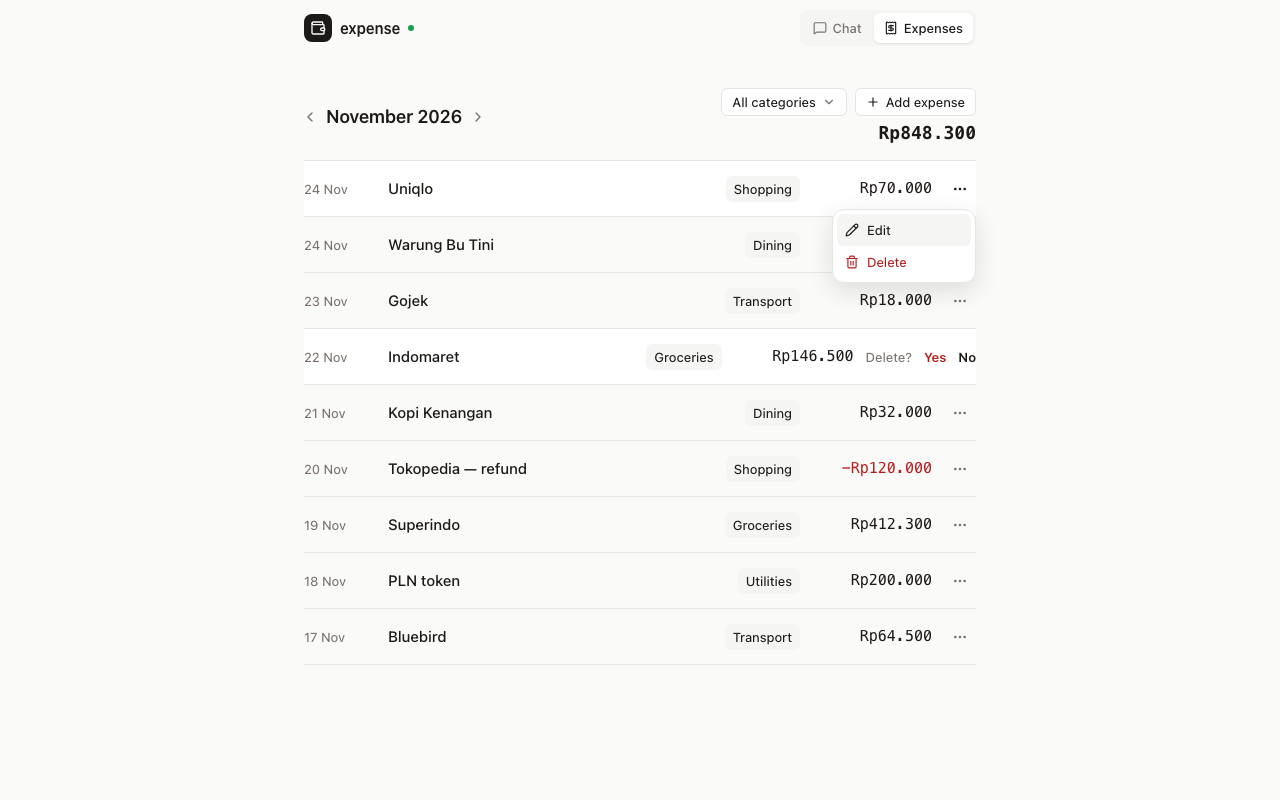 expense
Chat
Expenses
November 2026
All categories
Add expense
Rp848.300
24 Nov Uniqlo Shopping Rp70.000 ···
Edit
Delete
24 Nov Warung Bu Tini Dining
23 Nov Gojek Transport Rp18.000 ···
22 Nov Indomaret Groceries Rp146.500 Delete? Yes No
21 Nov Kopi Kenangan Dining Rp32.000 ···
20 Nov Tokopedia — refund Shopping −Rp120.000 ···
19 Nov Superindo Groceries Rp412.300 ···
18 Nov PLN token Utilities Rp200.000 ···
17 Nov Bluebird Transport Rp64.500 ···